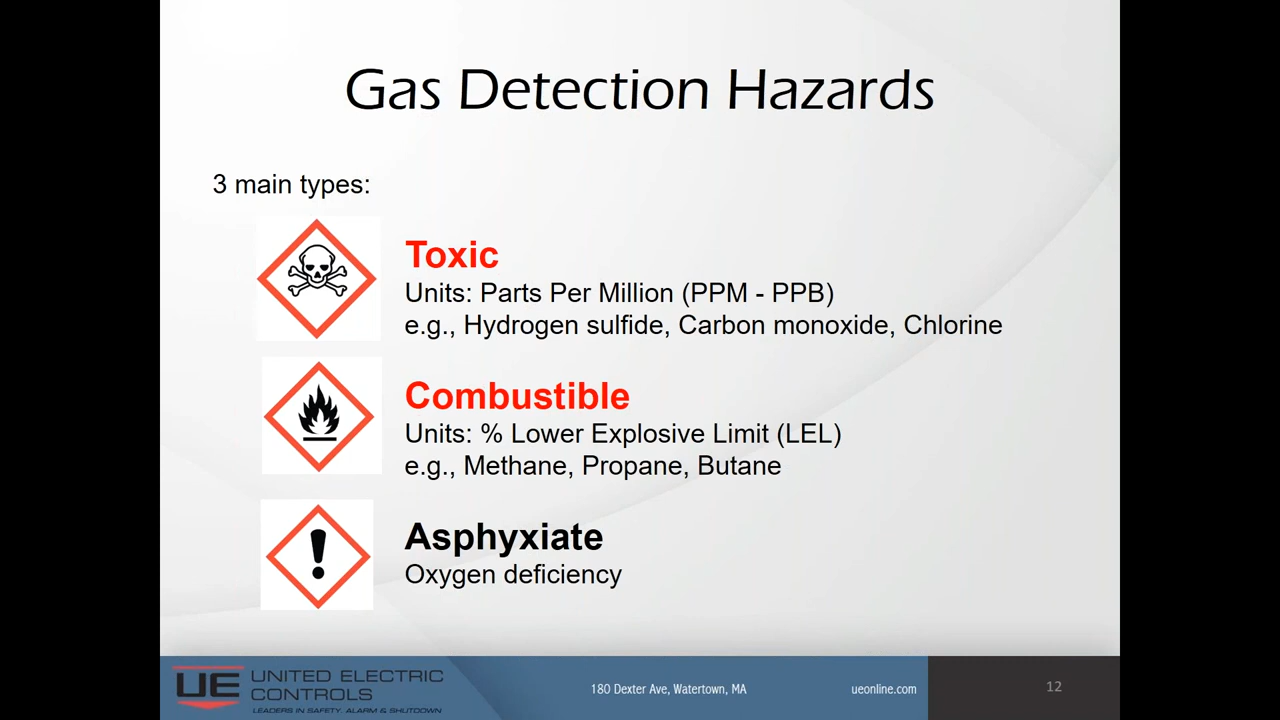 Gas Detection Hazards
3 main types:
Toxic
Units: Parts Per Million (PPM - PPB)
e.g., Hydrogen sulfide, Carbon monoxide, Chlorine
Combustible
Units: % Lower Explosive Limit (LEL)
e.g., Methane, Propane, Butane
Asphyxiate
Oxygen deficiency
UE UNITED ELECTRIC
CONTROLS
LEADERS IN SAFETY, ALARM & SHUTDOWN
180 Dexter Ave, Watertown, MA
ueonline.com
12